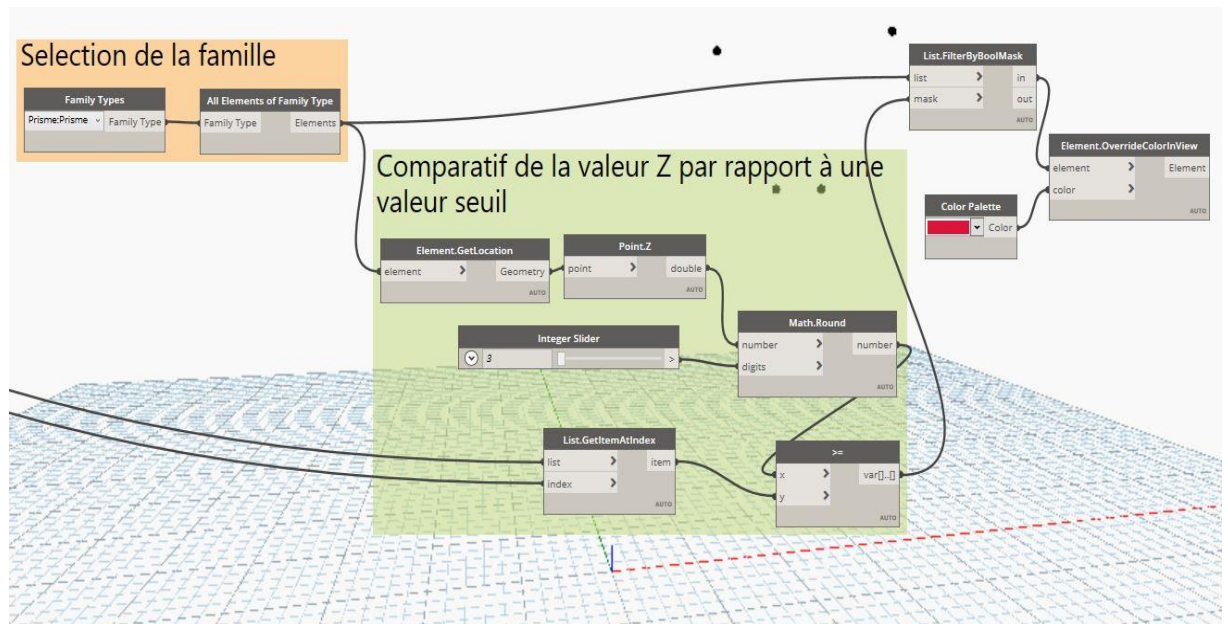 Selection de la famille
Family Types
Prisme:Prisme Family Type
All Elements of Family Type
Family Type Elements
List.FilterByBoolMask
list > in
mask > out
AUTO
Element.OverrideColorInView
element > Element
color >
AUTO
Color Palette
Color
Comparatif de la valeur Z par rapport à une
valeur seuil
Element.GetLocation
element > Geometry
AUTO
Point.Z
point > double
AUTO
Integer Slider
3 >
Math.Round
number > number
digits >
AUTO
List.GetItemAtIndex
list > item
index >
AUTO
>=
x > var[]..[]
y >
AUTO